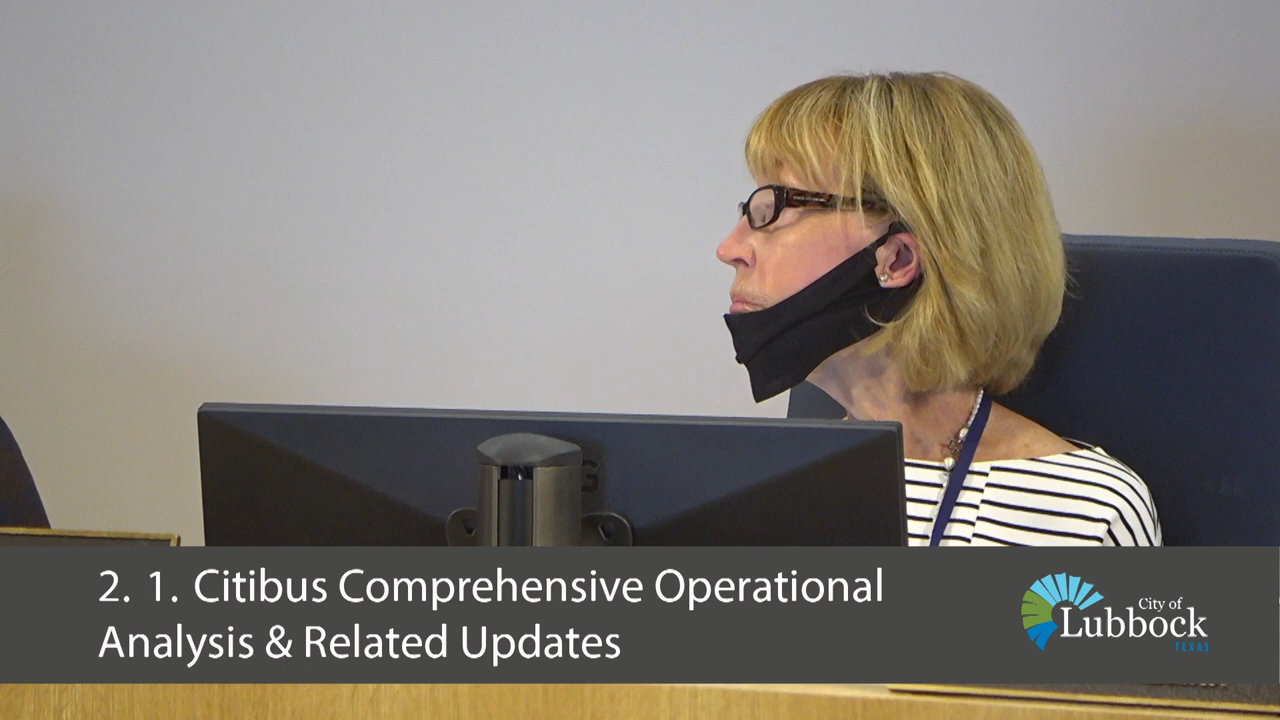 2. 1. Citibus Comprehensive Operational
Analysis & Related Updates
City of
Lubbock
TEXAS